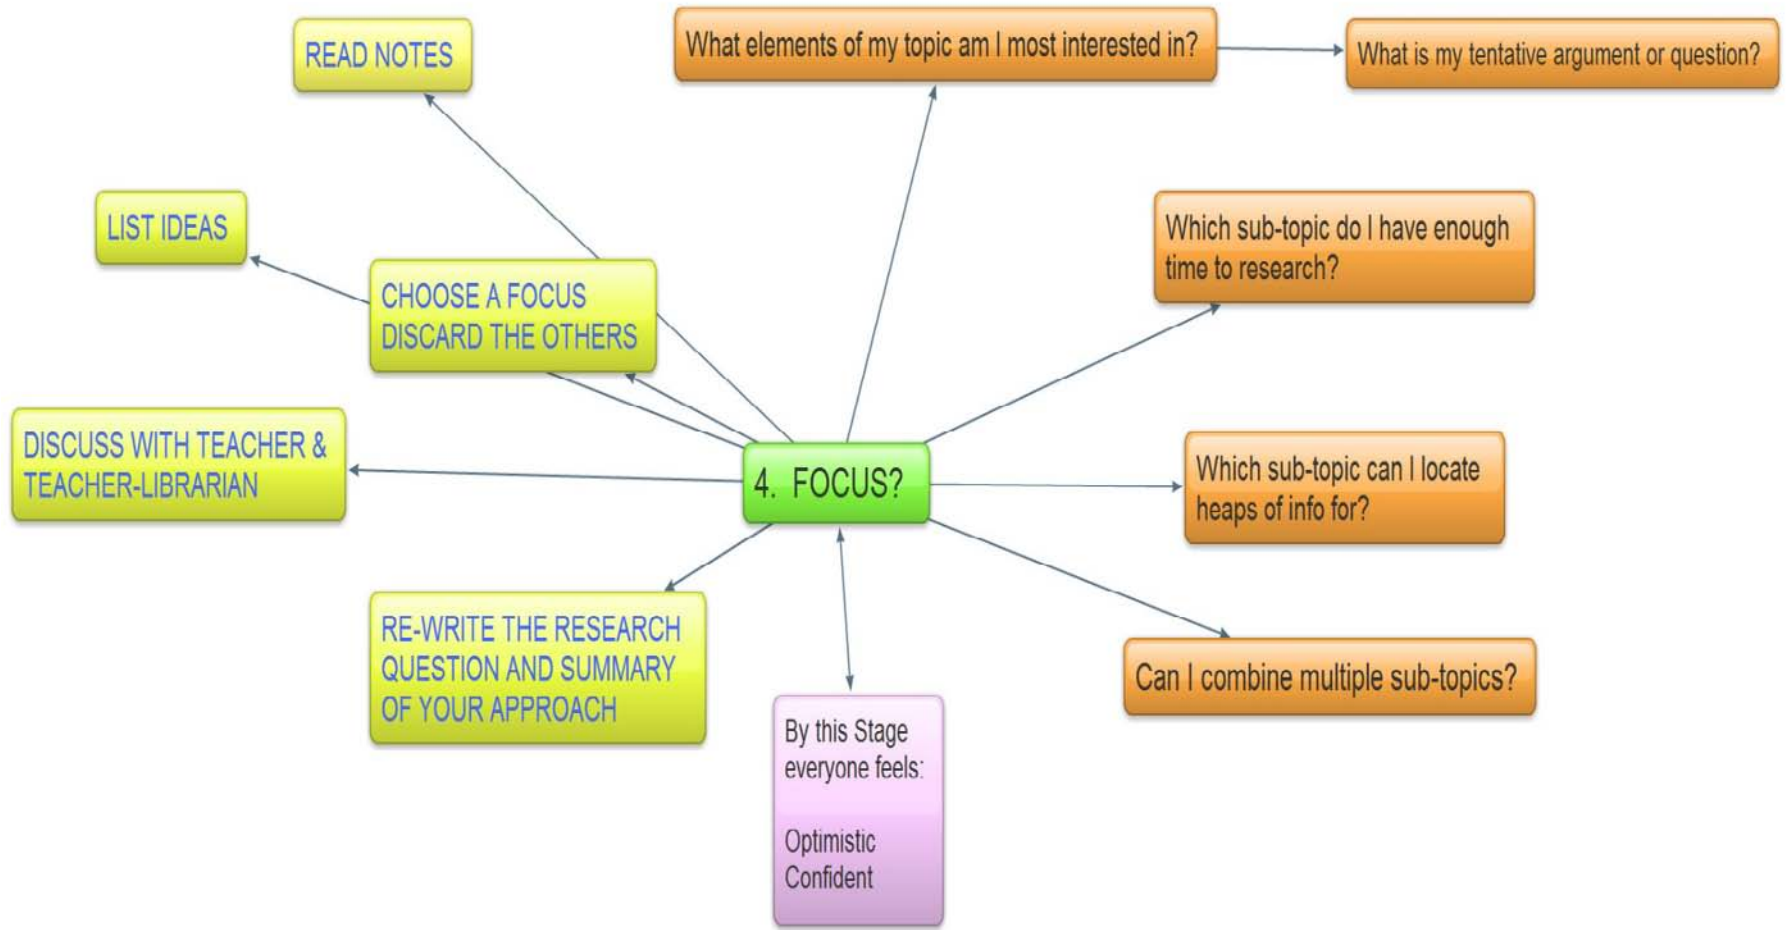 READ NOTES
What elements of my topic am I most interested in?
What is my tentative argument or question?
LIST IDEAS
Which sub-topic do I have enough
time to research?
CHOOSE A FOCUS
DISCARD THE OTHERS
DISCUSS WITH TEACHER &
TEACHER-LIBRARIAN
4. FOCUS?
Which sub-topic can I locate
heaps of info for?
RE-WRITE THE RESEARCH
QUESTION AND SUMMARY
OF YOUR APPROACH
Can I combine multiple sub-topics?
By this Stage
everyone feels:
Optimistic
Confident